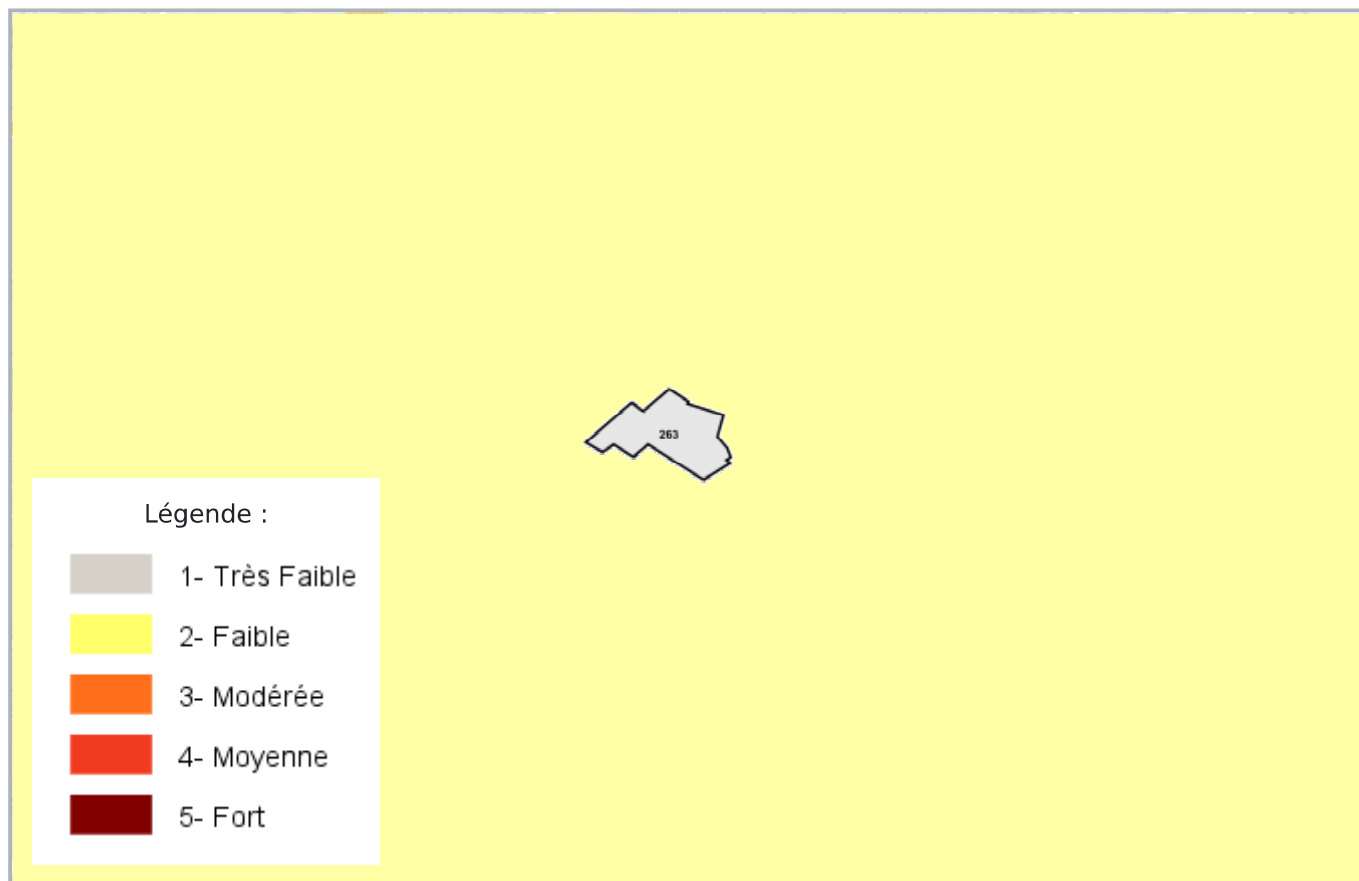 263
Légende :
1- Très Faible
2- Faible
3- Modérée
4- Moyenne
5- Fort